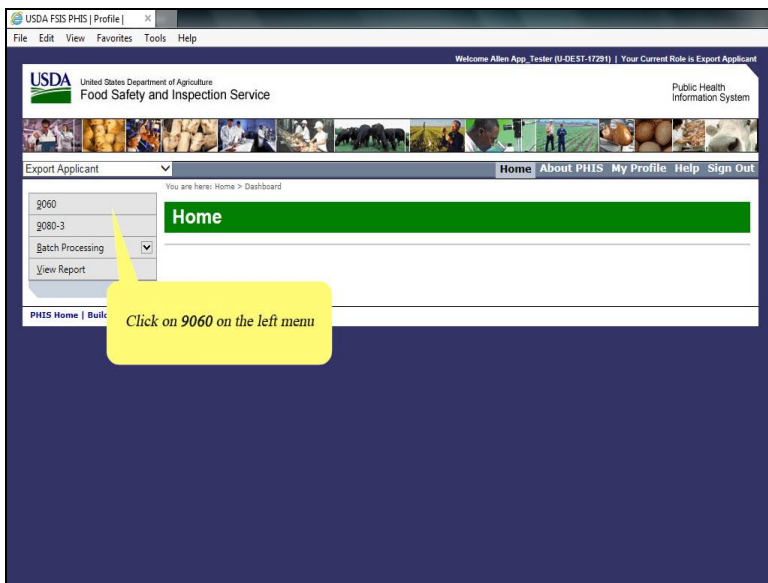 USDA FSIS PHIS | Profile |
File Edit View Favorites Tools Help
Welcome Allen App_Tester (U-DEST-17291) | Your Current Role is Export Applicant
USDA
United States Department of Agriculture
Food Safety and Inspection Service
Public Health
Information System
Export Applicant
Home About PHIS My Profile Help Sign Out
You are here: Home > Dashboard
9060
9080-3
Batch Processing
View Report
Home
PHIS Home |
Click on 9060 on the left menu